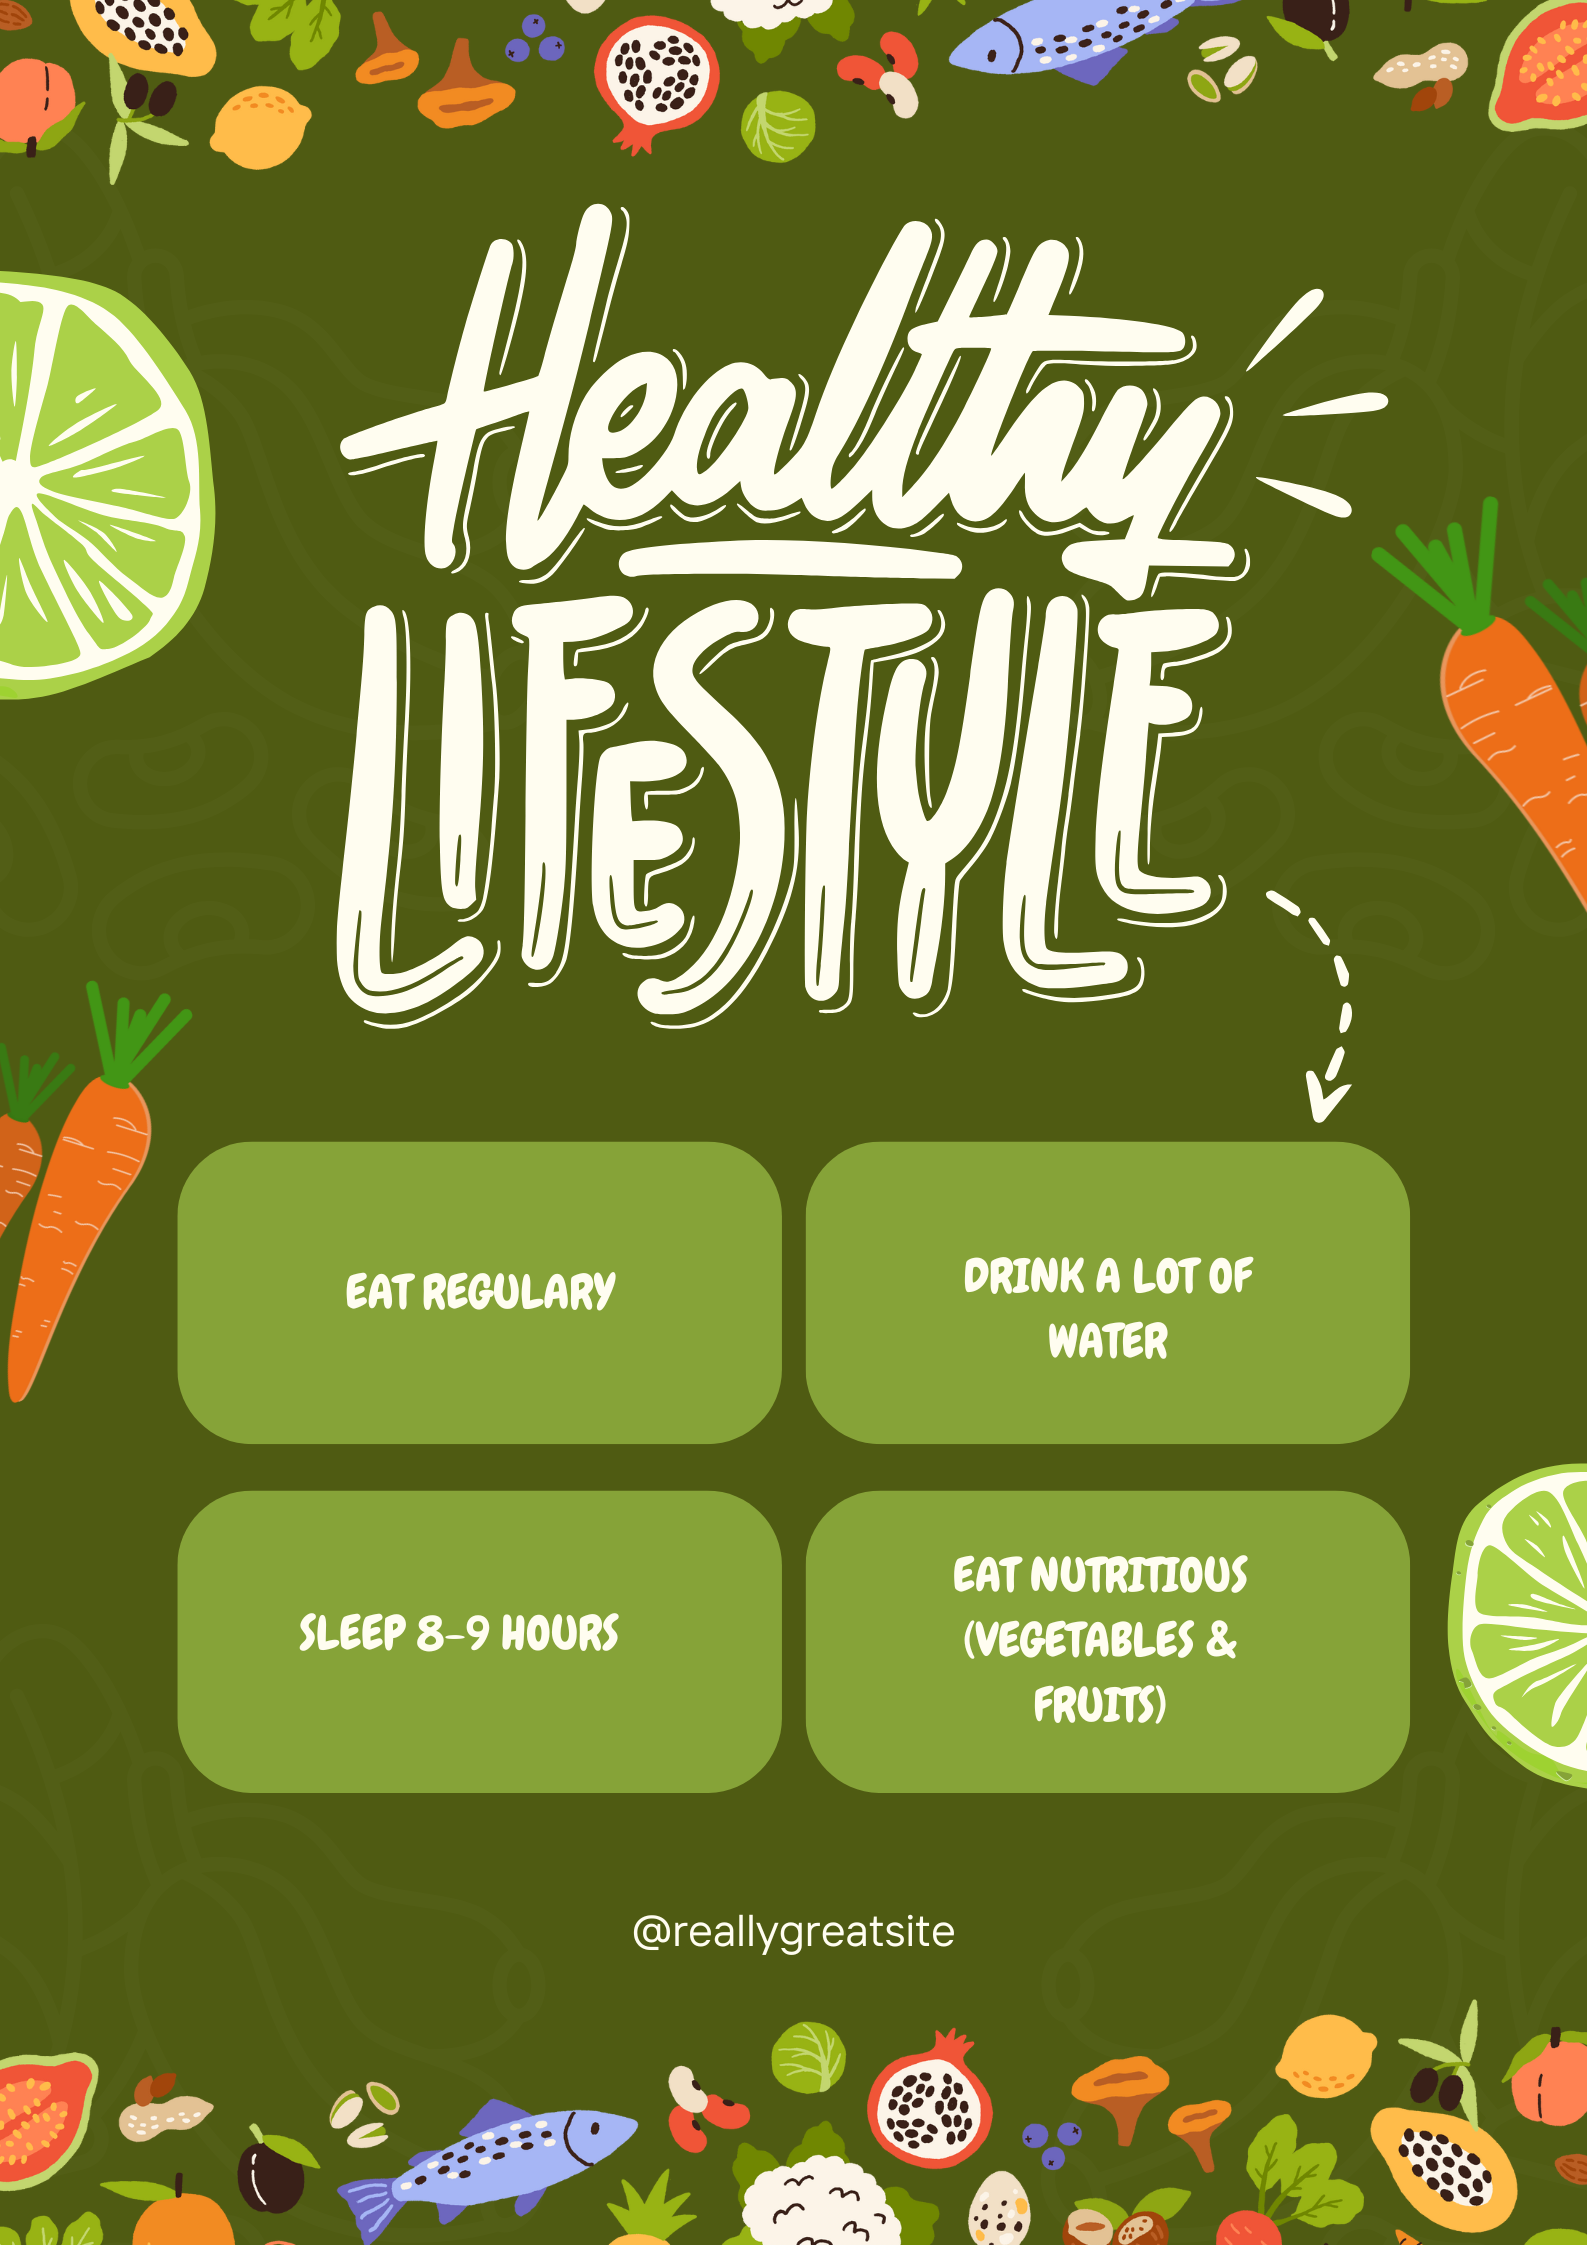 Healthy
LIFESTYLE
EAT REGULARY
DRINK A LOT OF
WATER
SLEEP 8-9 HOURS
EAT NUTRITIOUS
(VEGETABLES &
FRUITS)
@reallygreatsite